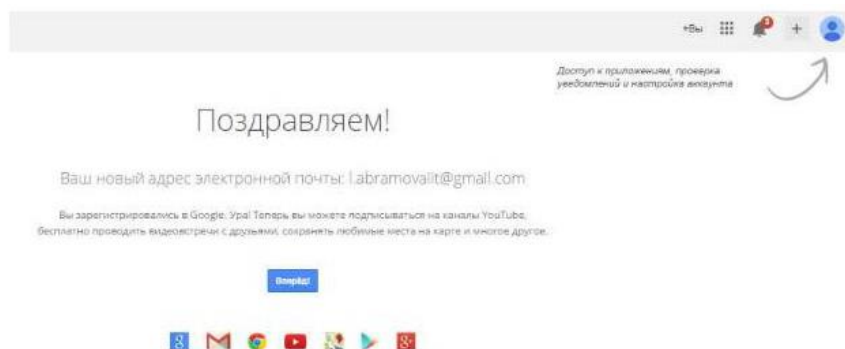 +Вы
3
Доступ к приложениям, проверка
уведомлений и настройка аккаунта
Поздравляем!
Ваш новый адрес электронной почты: l.abramovalit@gmail.com
Вы зарегистрировались в Google. Ура! Теперь вы можете подписываться на каналы YouTube,
бесплатно проводить видеовстречи с друзьями, сохранять любимые места на карте и многое другое.
Вперёд!